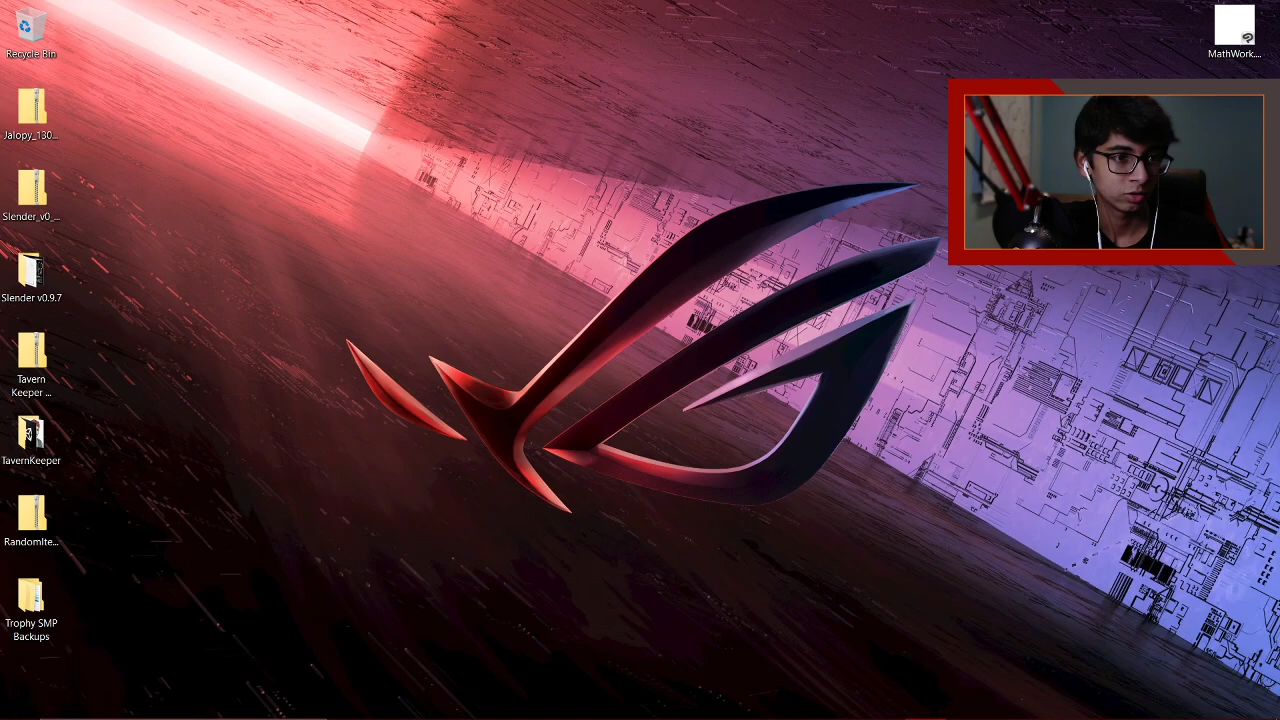 Recycle Bin
Jalopy_130...
Slender_v0_...
Slender v0.9.7
Tavern
Keeper ...
TavernKeeper
RandomIte...
Trophy SMP
Backups
MathWork....